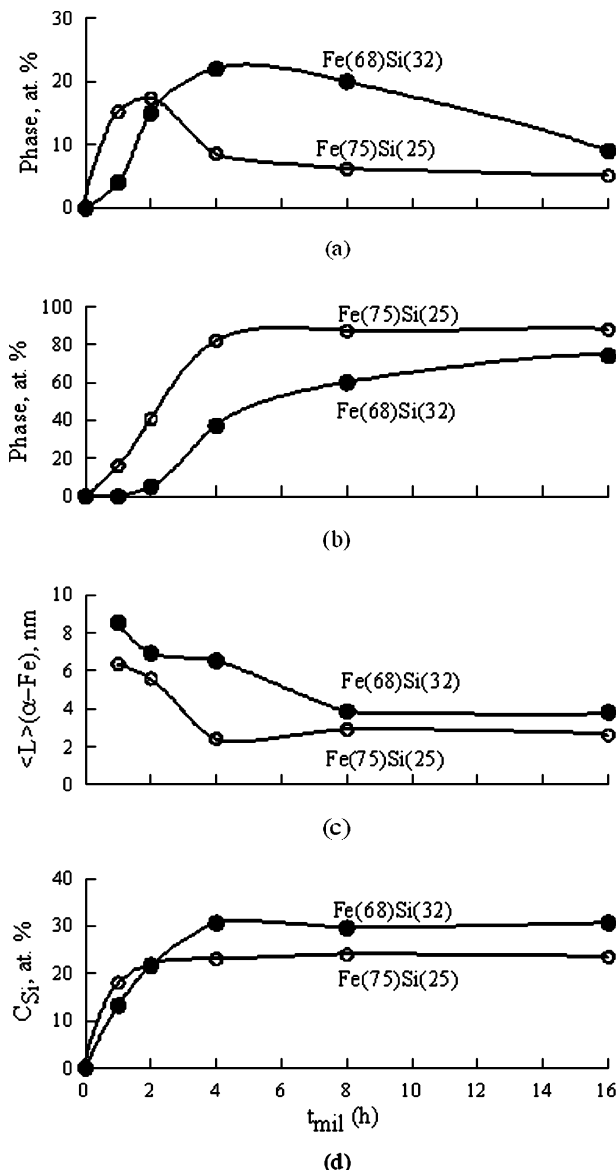 30
Fe(68)Si(32)
20
Phase, at. %
10
Fe(75)Si(25)
0
(a)
100
Fe(75)Si(25)
80
60
Phase, at. %
40
Fe(68)Si(32)
20
0
(b)
10
8
6
<L>(α-Fe), nm
Fe(68)Si(32)
4
2
Fe(75)Si(25)
0
(c)
40
Fe(68)Si(32)
30
C_Si, at. %
20
Fe(75)Si(25)
10
0
0 2 4 6 8 10 12 14 16
t_mil (h)
(d)